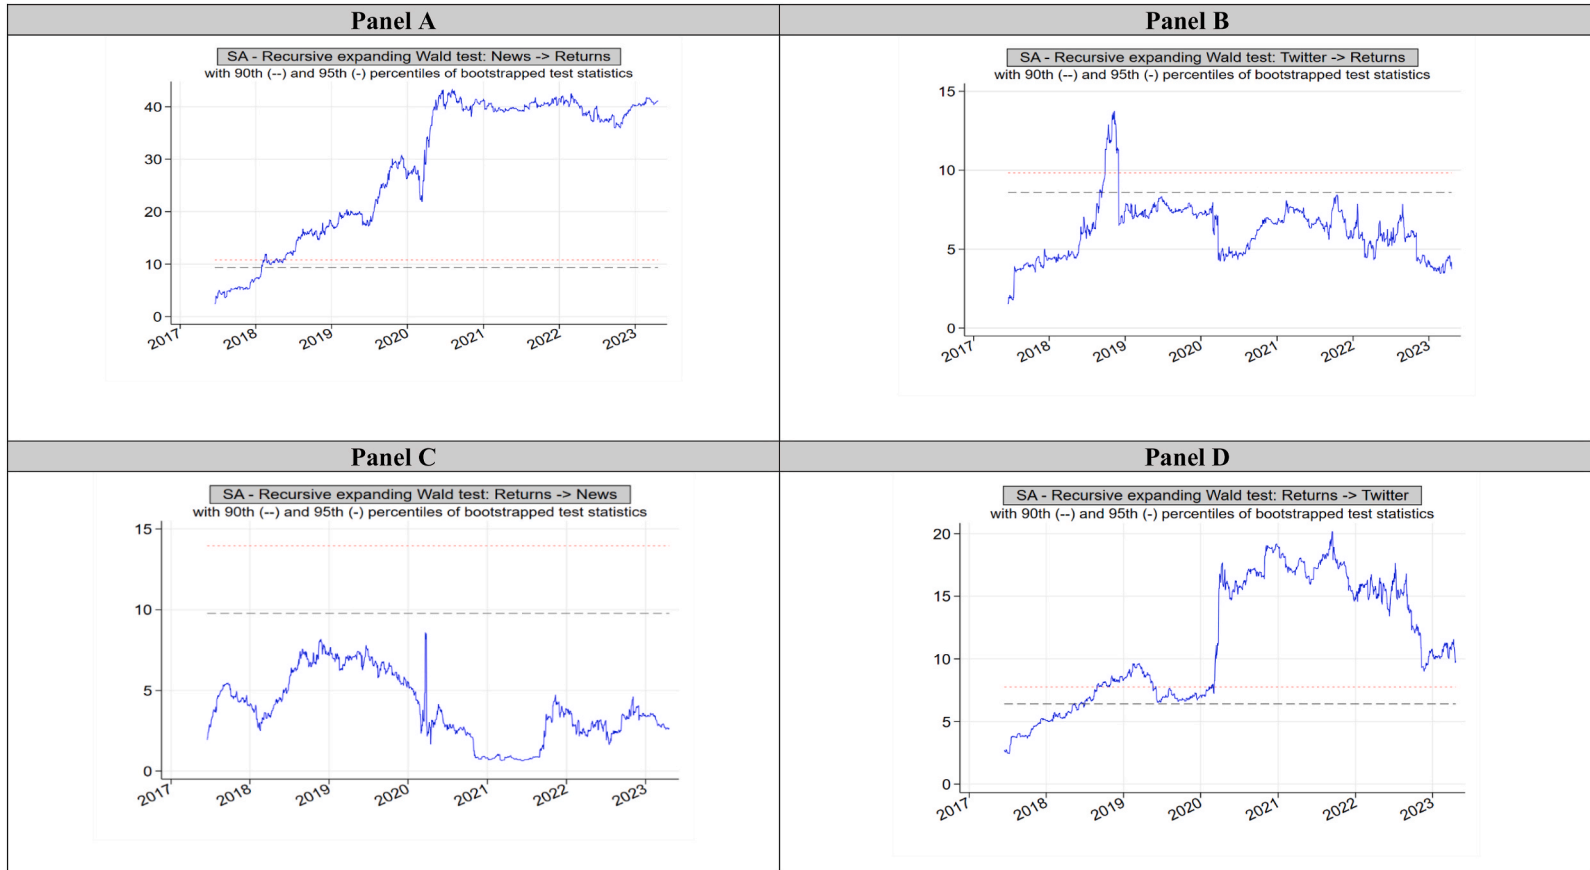 Panel A
SA - Recursive expanding Wald test: News -> Returns
with 90th (--) and 95th (-) percentiles of bootstrapped test statistics
40
30
20
10
0
2017 2018 2019 2020 2021 2022 2023
Panel B
SA - Recursive expanding Wald test: Twitter -> Returns
with 90th (--) and 95th (-) percentiles of bootstrapped test statistics
15
10
5
0
2017 2018 2019 2020 2021 2022 2023
Panel C
SA - Recursive expanding Wald test: Returns -> News
with 90th (--) and 95th (-) percentiles of bootstrapped test statistics
15
10
5
0
2017 2018 2019 2020 2021 2022 2023
Panel D
SA - Recursive expanding Wald test: Returns -> Twitter
with 90th (--) and 95th (-) percentiles of bootstrapped test statistics
20
15
10
5
0
2017 2018 2019 2020 2021 2022 2023